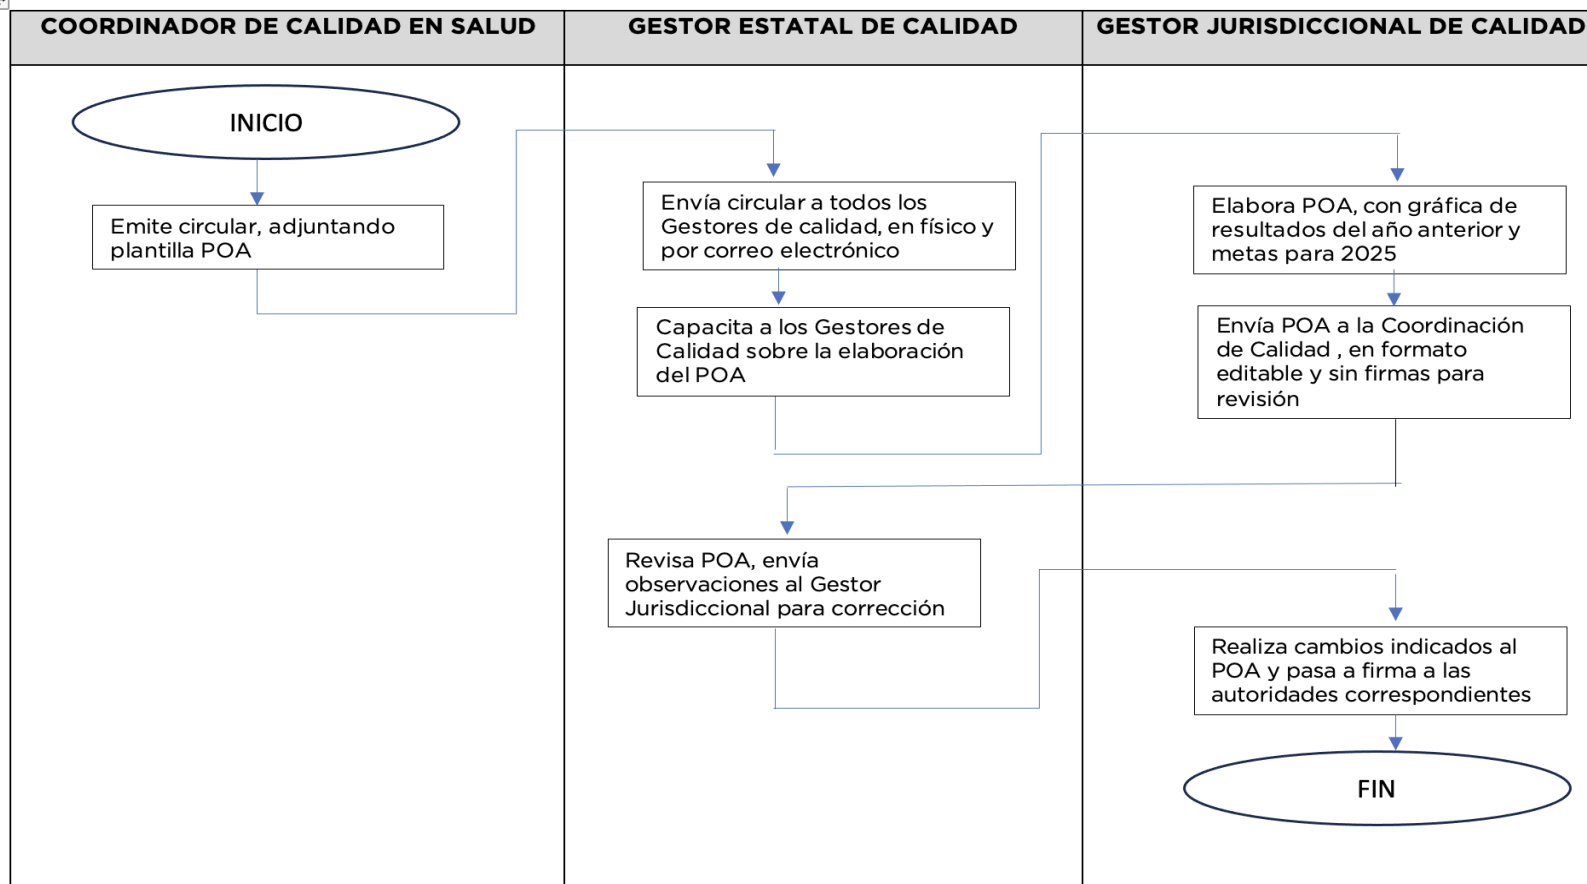 COORDINADOR DE CALIDAD EN SALUD
GESTOR ESTATAL DE CALIDAD
GESTOR JURISDICCIONAL DE CALIDAD
INICIO
Emite circular, adjuntando
plantilla POA
Envía circular a todos los
Gestores de calidad, en físico y
por correo electrónico
Capacita a los Gestores de
Calidad sobre la elaboración
del POA
Elabora POA, con gráfica de
resultados del año anterior y
metas para 2025
Envía POA a la Coordinación
de Calidad , en formato
editable y sin firmas para
revisión
Revisa POA, envía
observaciones al Gestor
Jurisdiccional para corrección
Realiza cambios indicados al
POA y pasa a firma a las
autoridades correspondientes
FIN